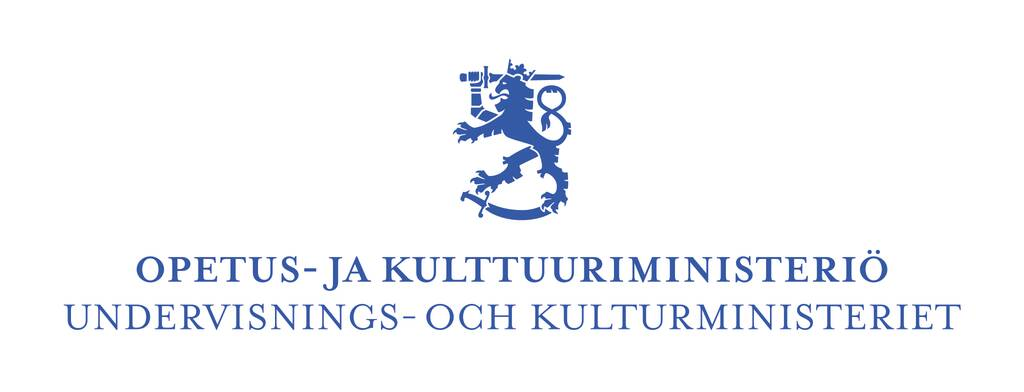 OPETUS- JA KULTTUURIMINISTERIÖ
UNDERVISNINGS- OCH KULTURMINISTERIET